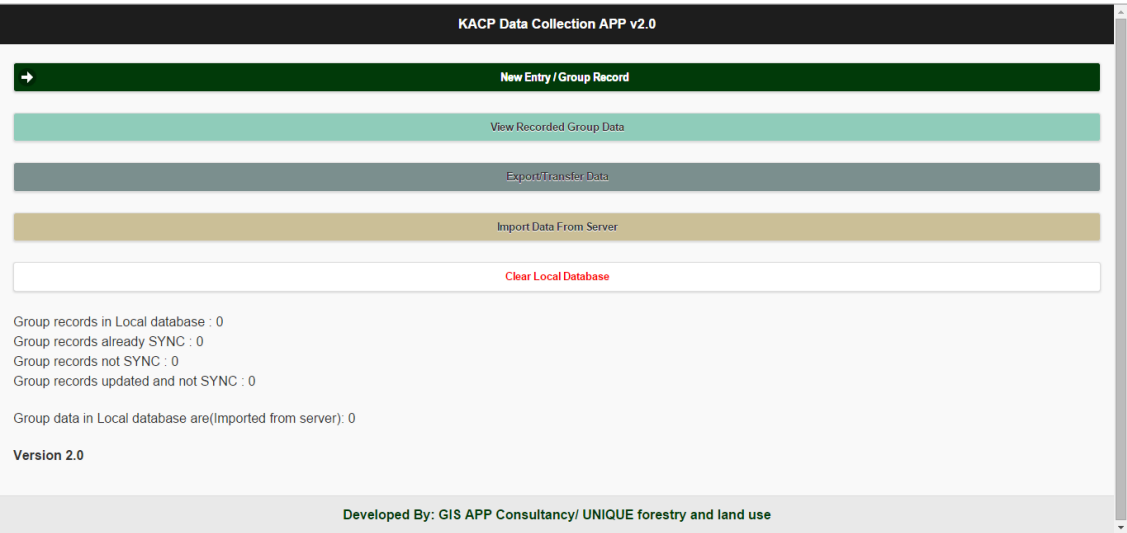 KACP Data Collection APP v2.0
New Entry / Group Record
View Recorded Group Data
Export/Transfer Data
Import Data From Server
Clear Local Database
Group records in Local database : 0
Group records already SYNC : 0
Group records not SYNC : 0
Group records updated and not SYNC : 0
Group data in Local database are(Imported from server): 0
Version 2.0
Developed By: GIS APP Consultancy/ UNIQUE forestry and land use